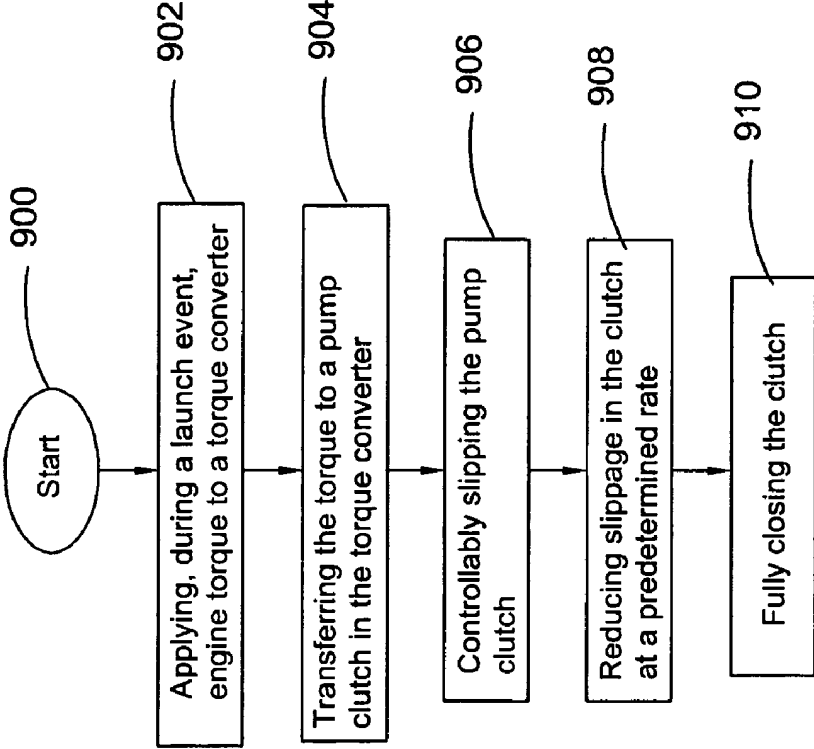 Start
900
Applying, during a launch event,
engine torque to a torque converter
902
Transferring the torque to a pump
clutch in the torque converter
904
Controllably slipping the pump
clutch
906
Reducing slippage in the clutch
at a predetermined rate
908
Fully closing the clutch
910